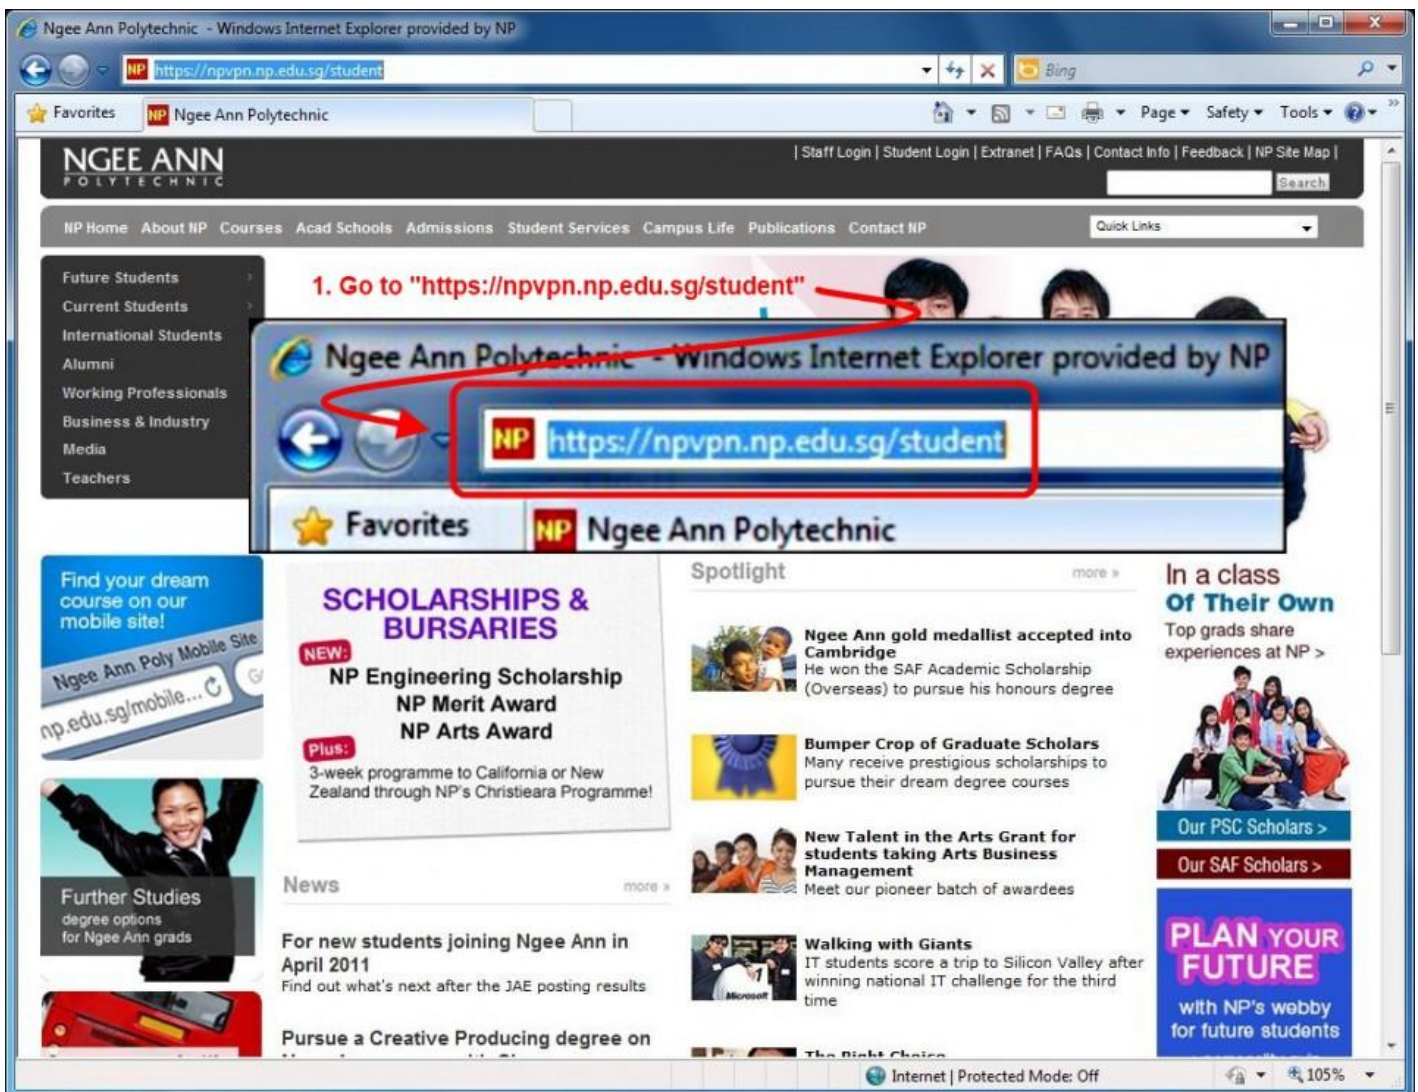 Ngee Ann Polytechnic - Windows Internet Explorer provided by NP
NP https://npvpn.np.edu.sg/student
Bing
Favorites
NP Ngee Ann Polytechnic
Page Safety Tools
NGEE ANN
POLYTECHNIC
| Staff Login | Student Login | Extranet | FAQs | Contact Info | Feedback | NP Site Map |
Search
NP Home About NP Courses Acad Schools Admissions Student Services Campus Life Publications Contact NP
Quick Links
Future Students
Current Students
International Students
Alumni
Working Professionals
Business & Industry
Media
Teachers
1. Go to "https://npvpn.np.edu.sg/student"
Ngee Ann Polytechnic - Windows Internet Explorer provided by NP
NP https://npvpn.np.edu.sg/student
Favorites
NP Ngee Ann Polytechnic
Find your dream
course on our
mobile site!
Ngee Ann Poly Mobile Site
np.edu.sg/mobile...
Further Studies
degree options
for Ngee Ann grads
SCHOLARSHIPS &
BURSARIES
NEW:
NP Engineering Scholarship
NP Merit Award
NP Arts Award
Plus:
3-week programme to California or New
Zealand through NP's Christieara Programme!
News
more »
For new students joining Ngee Ann in
April 2011
Find out what's next after the JAE posting results
Pursue a Creative Producing degree on
Spotlight
more »
Ngee Ann gold medallist accepted into
Cambridge
He won the SAF Academic Scholarship
(Overseas) to pursue his honours degree
Bumper Crop of Graduate Scholars
Many receive prestigious scholarships to
pursue their dream degree courses
New Talent in the Arts Grant for
students taking Arts Business
Management
Meet our pioneer batch of awardees
Microsoft
Walking with Giants
IT students score a trip to Silicon Valley after
winning national IT challenge for the third
time
The Right Choice
In a class
Of Their Own
Top grads share
experiences at NP >
Our PSC Scholars >
Our SAF Scholars >
PLAN YOUR
FUTURE
with NP's webby
for future students
Internet | Protected Mode: Off
105%